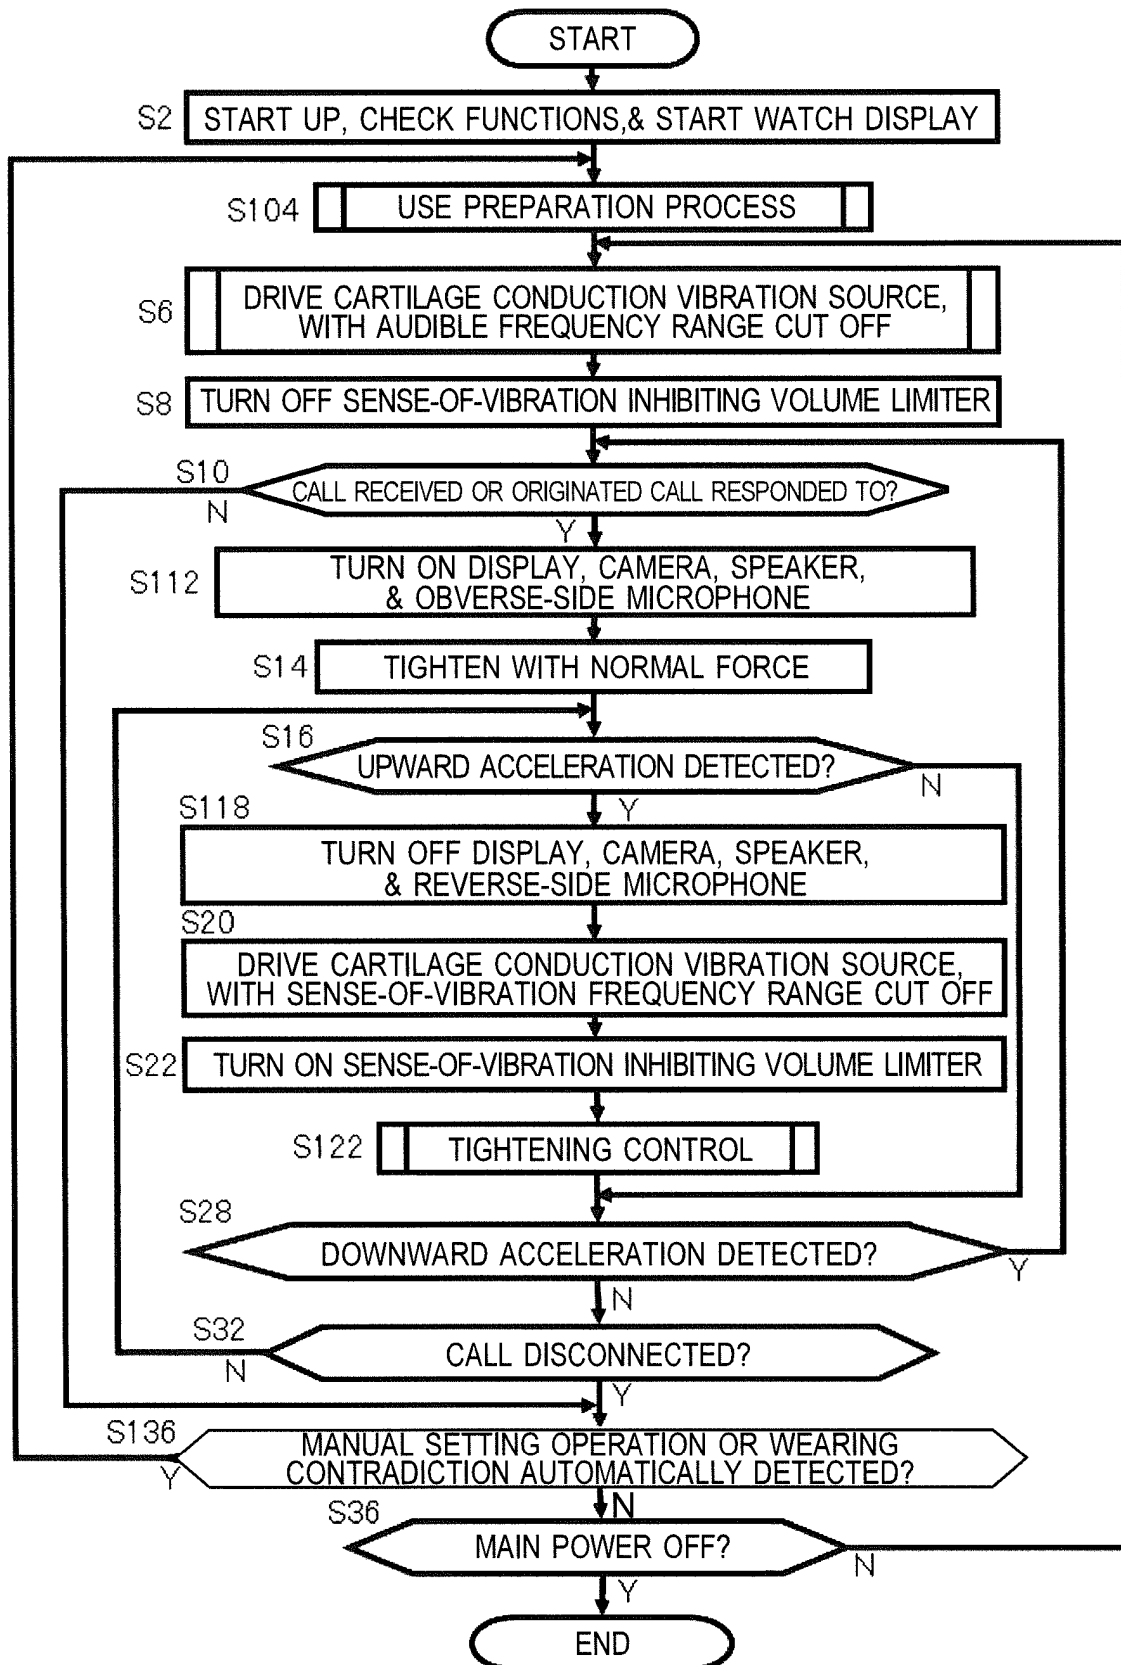 START
S2
START UP, CHECK FUNCTIONS,& START WATCH DISPLAY
S104
USE PREPARATION PROCESS
S6
DRIVE CARTILAGE CONDUCTION VIBRATION SOURCE,
WITH AUDIBLE FREQUENCY RANGE CUT OFF
S8
TURN OFF SENSE-OF-VIBRATION INHIBITING VOLUME LIMITER
S10
CALL RECEIVED OR ORIGINATED CALL RESPONDED TO?
N
Y
S112
TURN ON DISPLAY, CAMERA, SPEAKER,
& OBVERSE-SIDE MICROPHONE
S14
TIGHTEN WITH NORMAL FORCE
S16
UPWARD ACCELERATION DETECTED?
N
Y
S118
TURN OFF DISPLAY, CAMERA, SPEAKER,
& REVERSE-SIDE MICROPHONE
S20
DRIVE CARTILAGE CONDUCTION VIBRATION SOURCE,
WITH SENSE-OF-VIBRATION FREQUENCY RANGE CUT OFF
S22
TURN ON SENSE-OF-VIBRATION INHIBITING VOLUME LIMITER
S122
TIGHTENING CONTROL
S28
DOWNWARD ACCELERATION DETECTED?
Y
N
S32
CALL DISCONNECTED?
N
Y
S136
MANUAL SETTING OPERATION OR WEARING
CONTRADICTION AUTOMATICALLY DETECTED?
Y
N
S36
MAIN POWER OFF?
N
Y
END